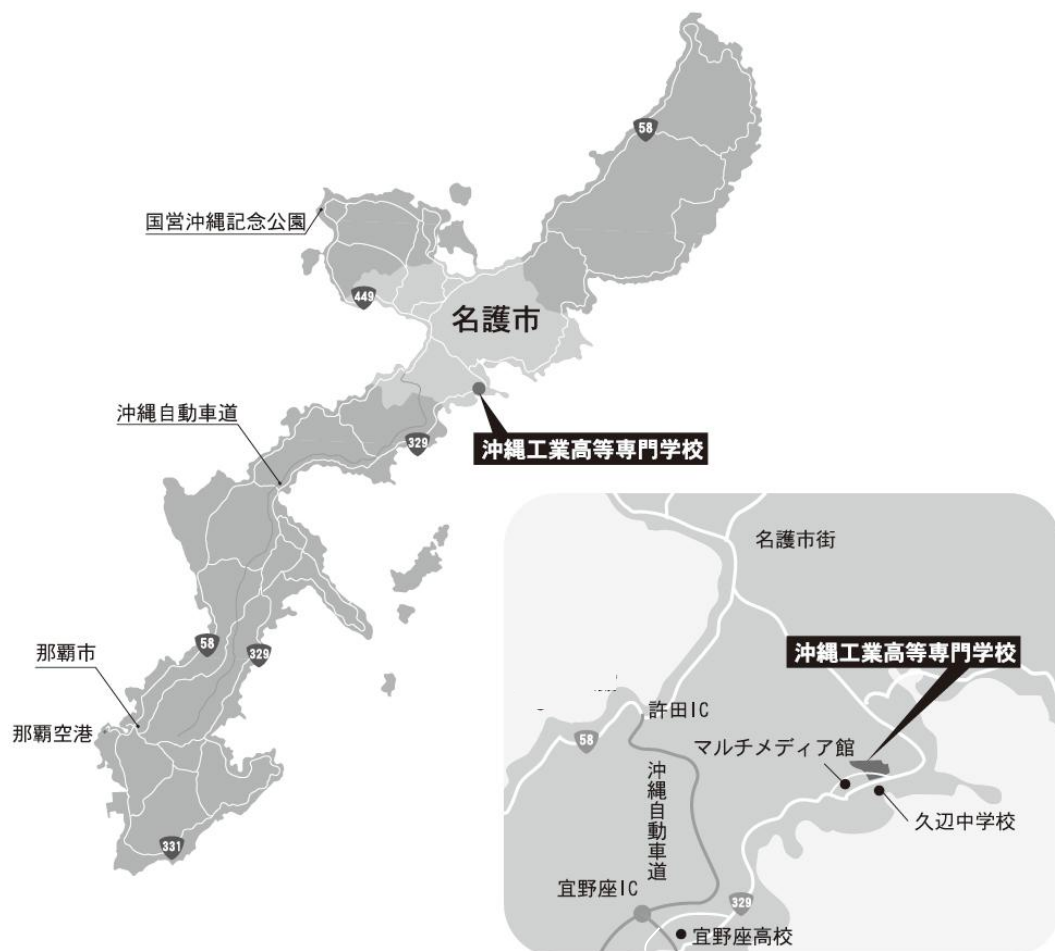 58
国営沖縄記念公園
449
名護市
沖縄自動車道
329
沖縄工業高等専門学校
58
329
那覇市
那覇空港
331
名護市街
沖縄工業高等専門学校
許田IC
58
マルチメディア館
沖縄自動車道
久辺中学校
宜野座IC
329
宜野座高校